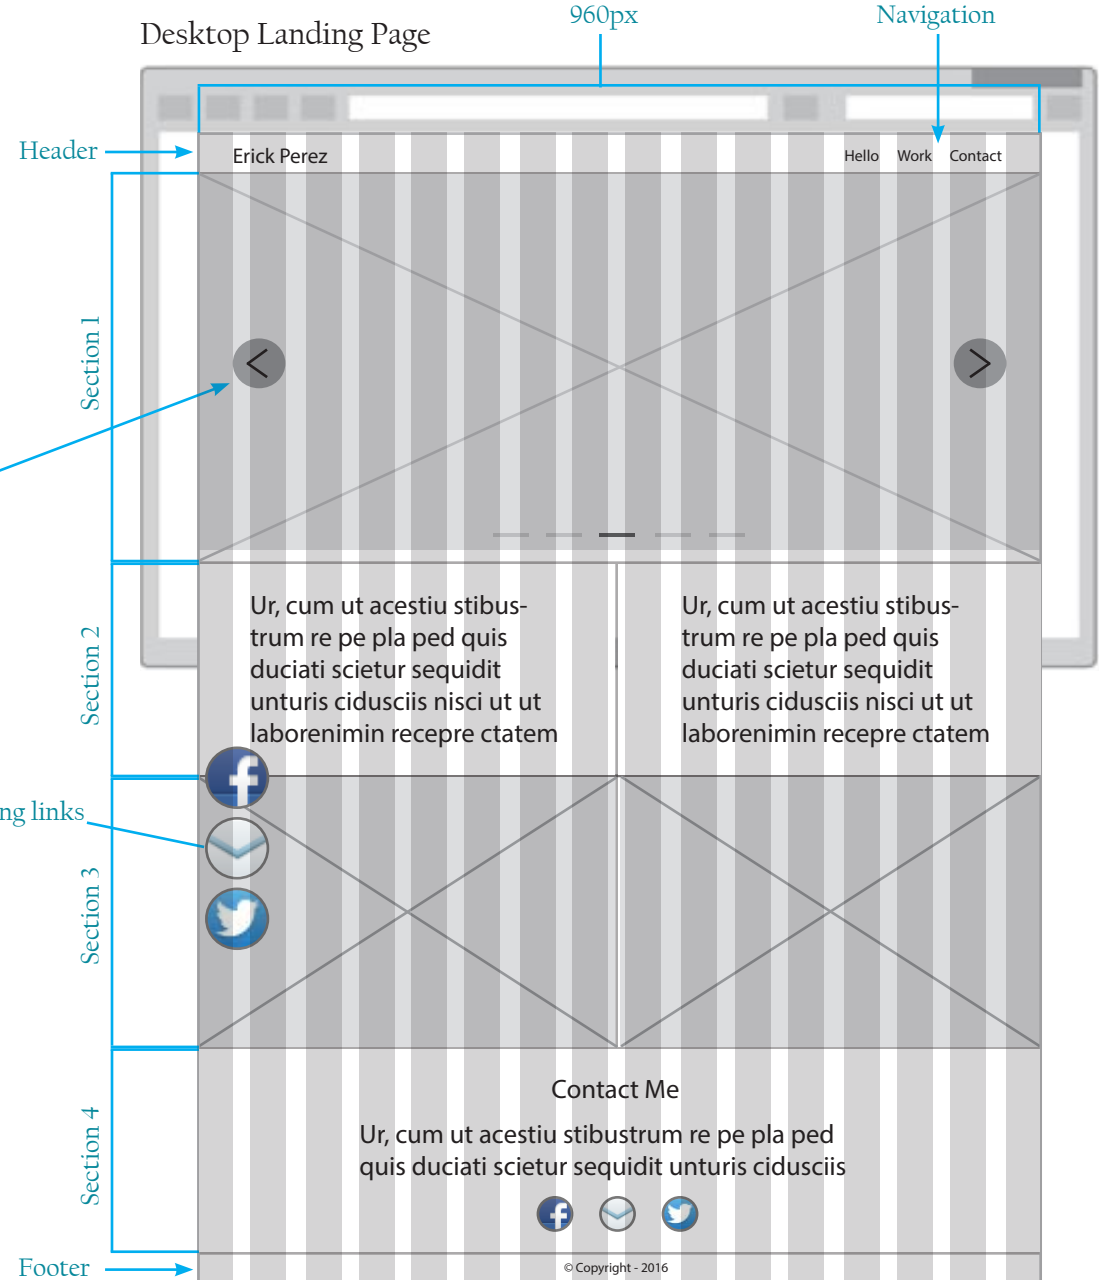 960px
Navigation
Desktop Landing Page
Header
Erick Perez
Hello Work Contact
Section 1
Section 2
Ur, cum ut acestiu stibus-
trum re pe pla ped quis
duciati scietur sequidit
unturis cidusciis nisci ut ut
laborenimin recepre ctatem
Ur, cum ut acestiu stibus-
trum re pe pla ped quis
duciati scietur sequidit
unturis cidusciis nisci ut ut
laborenimin recepre ctatem
ng links
Section 3
Section 4
Contact Me
Ur, cum ut acestiu stibustrum re pe pla ped
quis duciati scietur sequidit unturis cidusciis
Footer
© Copyright - 2016